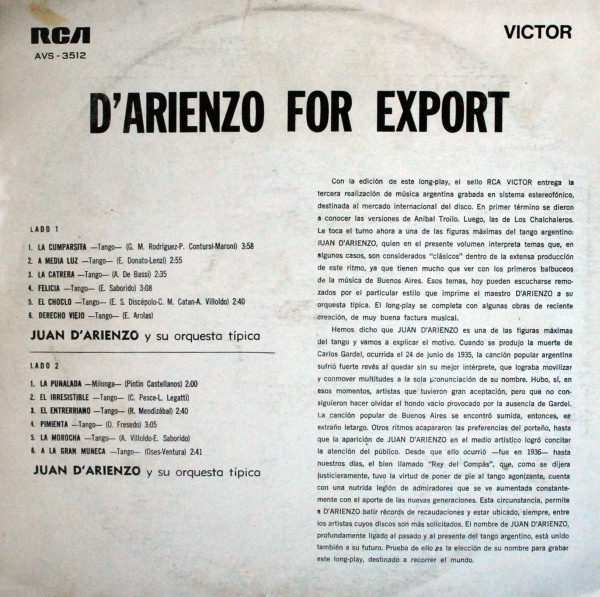 RCA
AVS - 3512
VICTOR
D'ARIENZO FOR EXPORT
LADO 1
1. LA CUMPARSITA —Tango— (G. M. Rodríguez-P. Contursi-Maroni) 3:58
2. A MEDIA LUZ —Tango— (E. Donato-Lenzi) 2:55
3. LA CATRERA —Tango— (A. De Bassi) 2:35
4. FELICIA —Tango— (E. Saborido) 3:08
5. EL CHOCLO —Tango— (E. S. Discépolo-C. M. Catan-A. Villoldo) 2:40
6. DERECHO VIEJO —Tango— (E. Arolas)
JUAN D'ARIENZO y su orquesta típica
LADO 2
1. LA PUÑALADA —Milonga— (Pintin Castellanos) 2:00
2. EL IRRESISTIBLE —Tango— (C. Pesce-L. Legatti)
3. EL ENTRERRIANO —Tango— (R. Mendizábal) 2:40
4. PIMIENTA —Tango— (O. Fresedo) 3:05
5. LA MOROCHA —Tango— (A. Villoldo-E. Saborido)
6. A LA GRAN MUÑECA —Tango— (Oses-Ventura) 2:41
JUAN D'ARIENZO y su orquesta típica
Con la edición de este long-play, el sello RCA VICTOR entrega la
tercera realización de música argentina grabada en sistema estereofónico,
destinada al mercado internacional del disco. En primer término se dieron
a conocer las versiones de Aníbal Troilo. Luego, las de Los Chalchaleros.
Le toca el turno ahora a una de las figuras máximas del tango argentino:
JUAN D'ARIENZO, quien en el presente volumen interpreta temas que, en
algunos casos, son considerados "clásicos" dentro de la extensa producción
de este ritmo, ya que tienen mucho que ver con los primeros balbuceos
de la música de Buenos Aires. Esos temas, hoy pueden escucharse remo-
zados por el particular estilo que imprime el maestro D'ARIENZO a su
orquesta típica. El long-play se completa con algunas obras de reciente
creación, de muy buena factura musical.
Hemos dicho que JUAN D'ARIENZO es una de las figuras máximas
del tango y vamos a explicar el motivo. Cuando se produjo la muerte de
Carlos Gardel, ocurrida el 24 de junio de 1935, la canción popular argentina
sufrió fuerte revés al quedar sin su mejor intérprete, que lograba movilizar
y conmover multitudes a la sola pronunciación de su nombre. Hubo, sí, en
esos momentos, artistas que tuvieron gran aceptación, pero que no con-
siguieron hacer olvidar el hondo vacío provocado por la ausencia de Gardel.
La canción popular de Buenos Aires se encontró sumida, entonces, en
extraño letargo. Otros ritmos acapararon las preferencias del porteño, hasta
que la aparición de JUAN D'ARIENZO en el medio artístico logró concitar
la atención del público. Desde que ello ocurrió —fue en 1936— hasta
nuestros días, el bien llamado "Rey del Compás", que, como se dijera
justicieramente, tuvo la virtud de poner de pie al tango agonizante, cuenta
con una nutrida legión de admiradores que se ve aumentada constante-
mente con el aporte de las nuevas generaciones. Esta circunstancia, permite
a D'ARIENZO batir récords de recaudaciones y estar ubicado, siempre, entre
los artistas cuyos discos son más solicitados. El nombre de JUAN D'ARIENZO,
profundamente ligado al pasado y al presente del tango argentino, está unido
también a su futuro. Prueba de ello es la elección de su nombre para grabar
este long-play, destinado a recorrer el mundo.